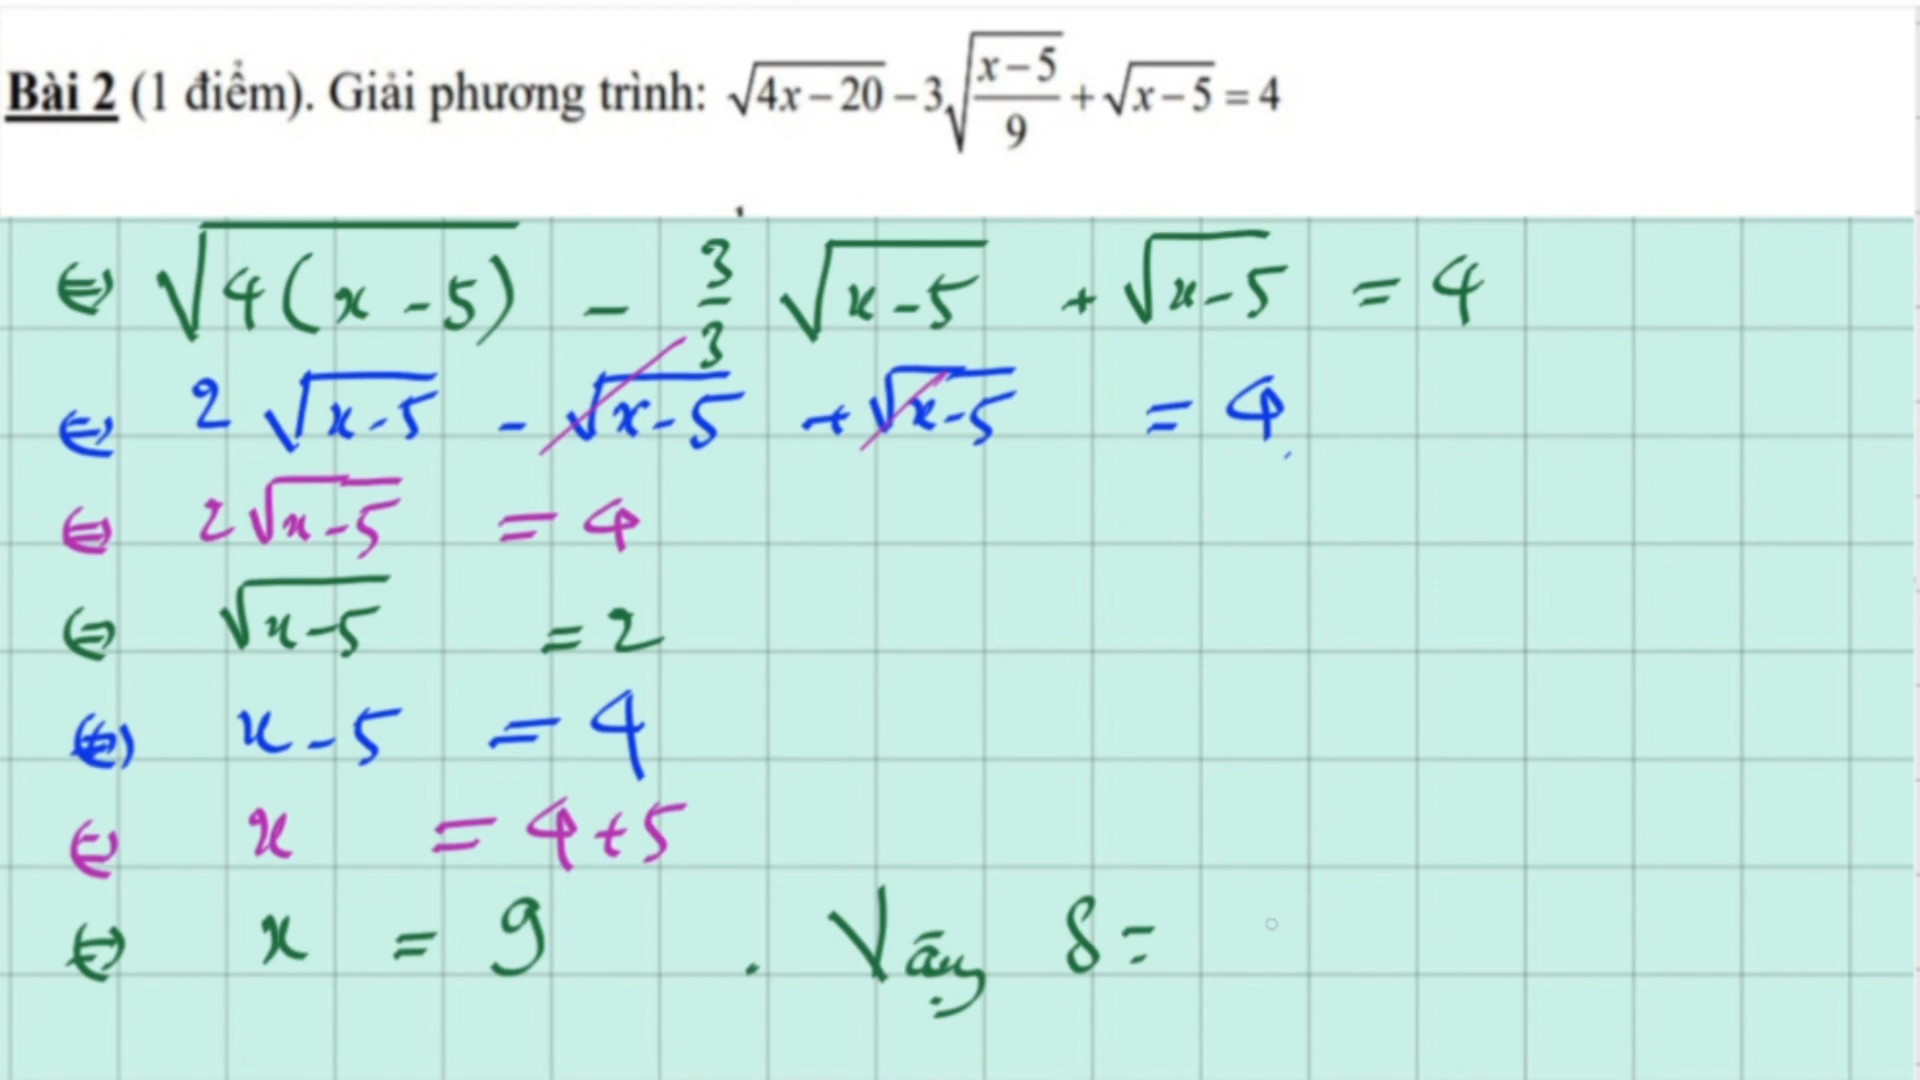 Bài 2 (1 điểm). Giải phương trình: √(4x − 20) − 3√((x − 5)/9) + √(x − 5) = 4
⇔ √(4(x - 5)) - 3/3 √(x - 5) + √(x - 5) = 4
⇔ 2√(x - 5) - √(x - 5) + √(x - 5) = 4
⇔ 2√(x - 5) = 4
⇔ √(x - 5) = 2
⇔ x - 5 = 4
⇔ x = 4 + 5
⇔ x = 9. Vậy S =